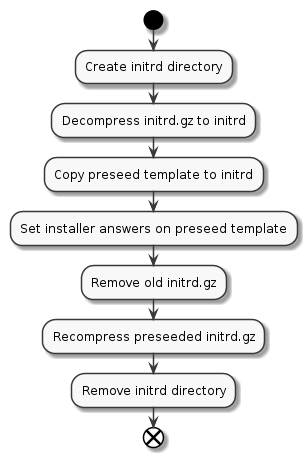 Create initrd directory
Decompress initrd.gz to initrd
Copy preseed template to initrd
Set installer answers on preseed template
Remove old initrd.gz
Recompress preseeded initrd.gz
Remove initrd directory